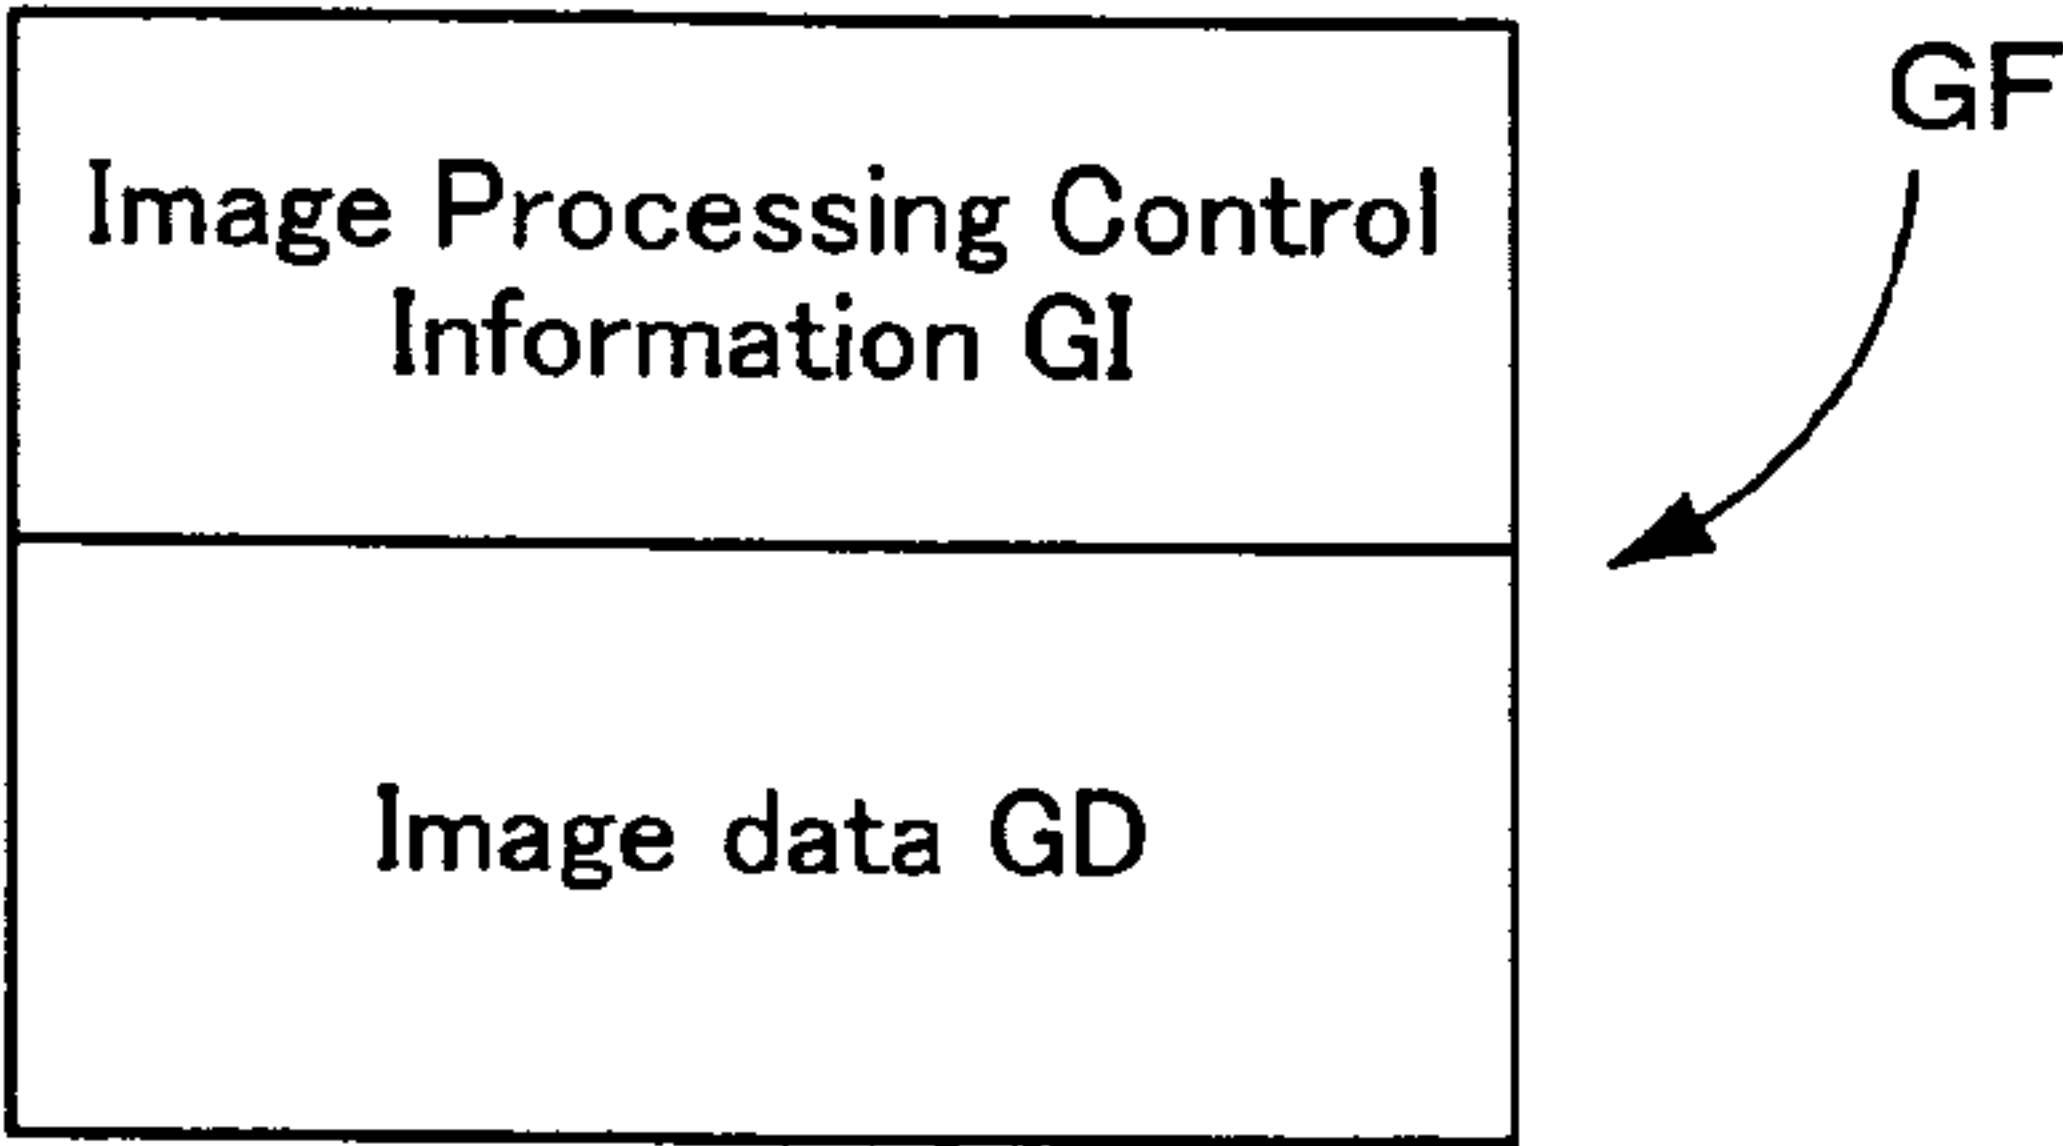 GF
Image Processing Control
Information GI
Image data GD